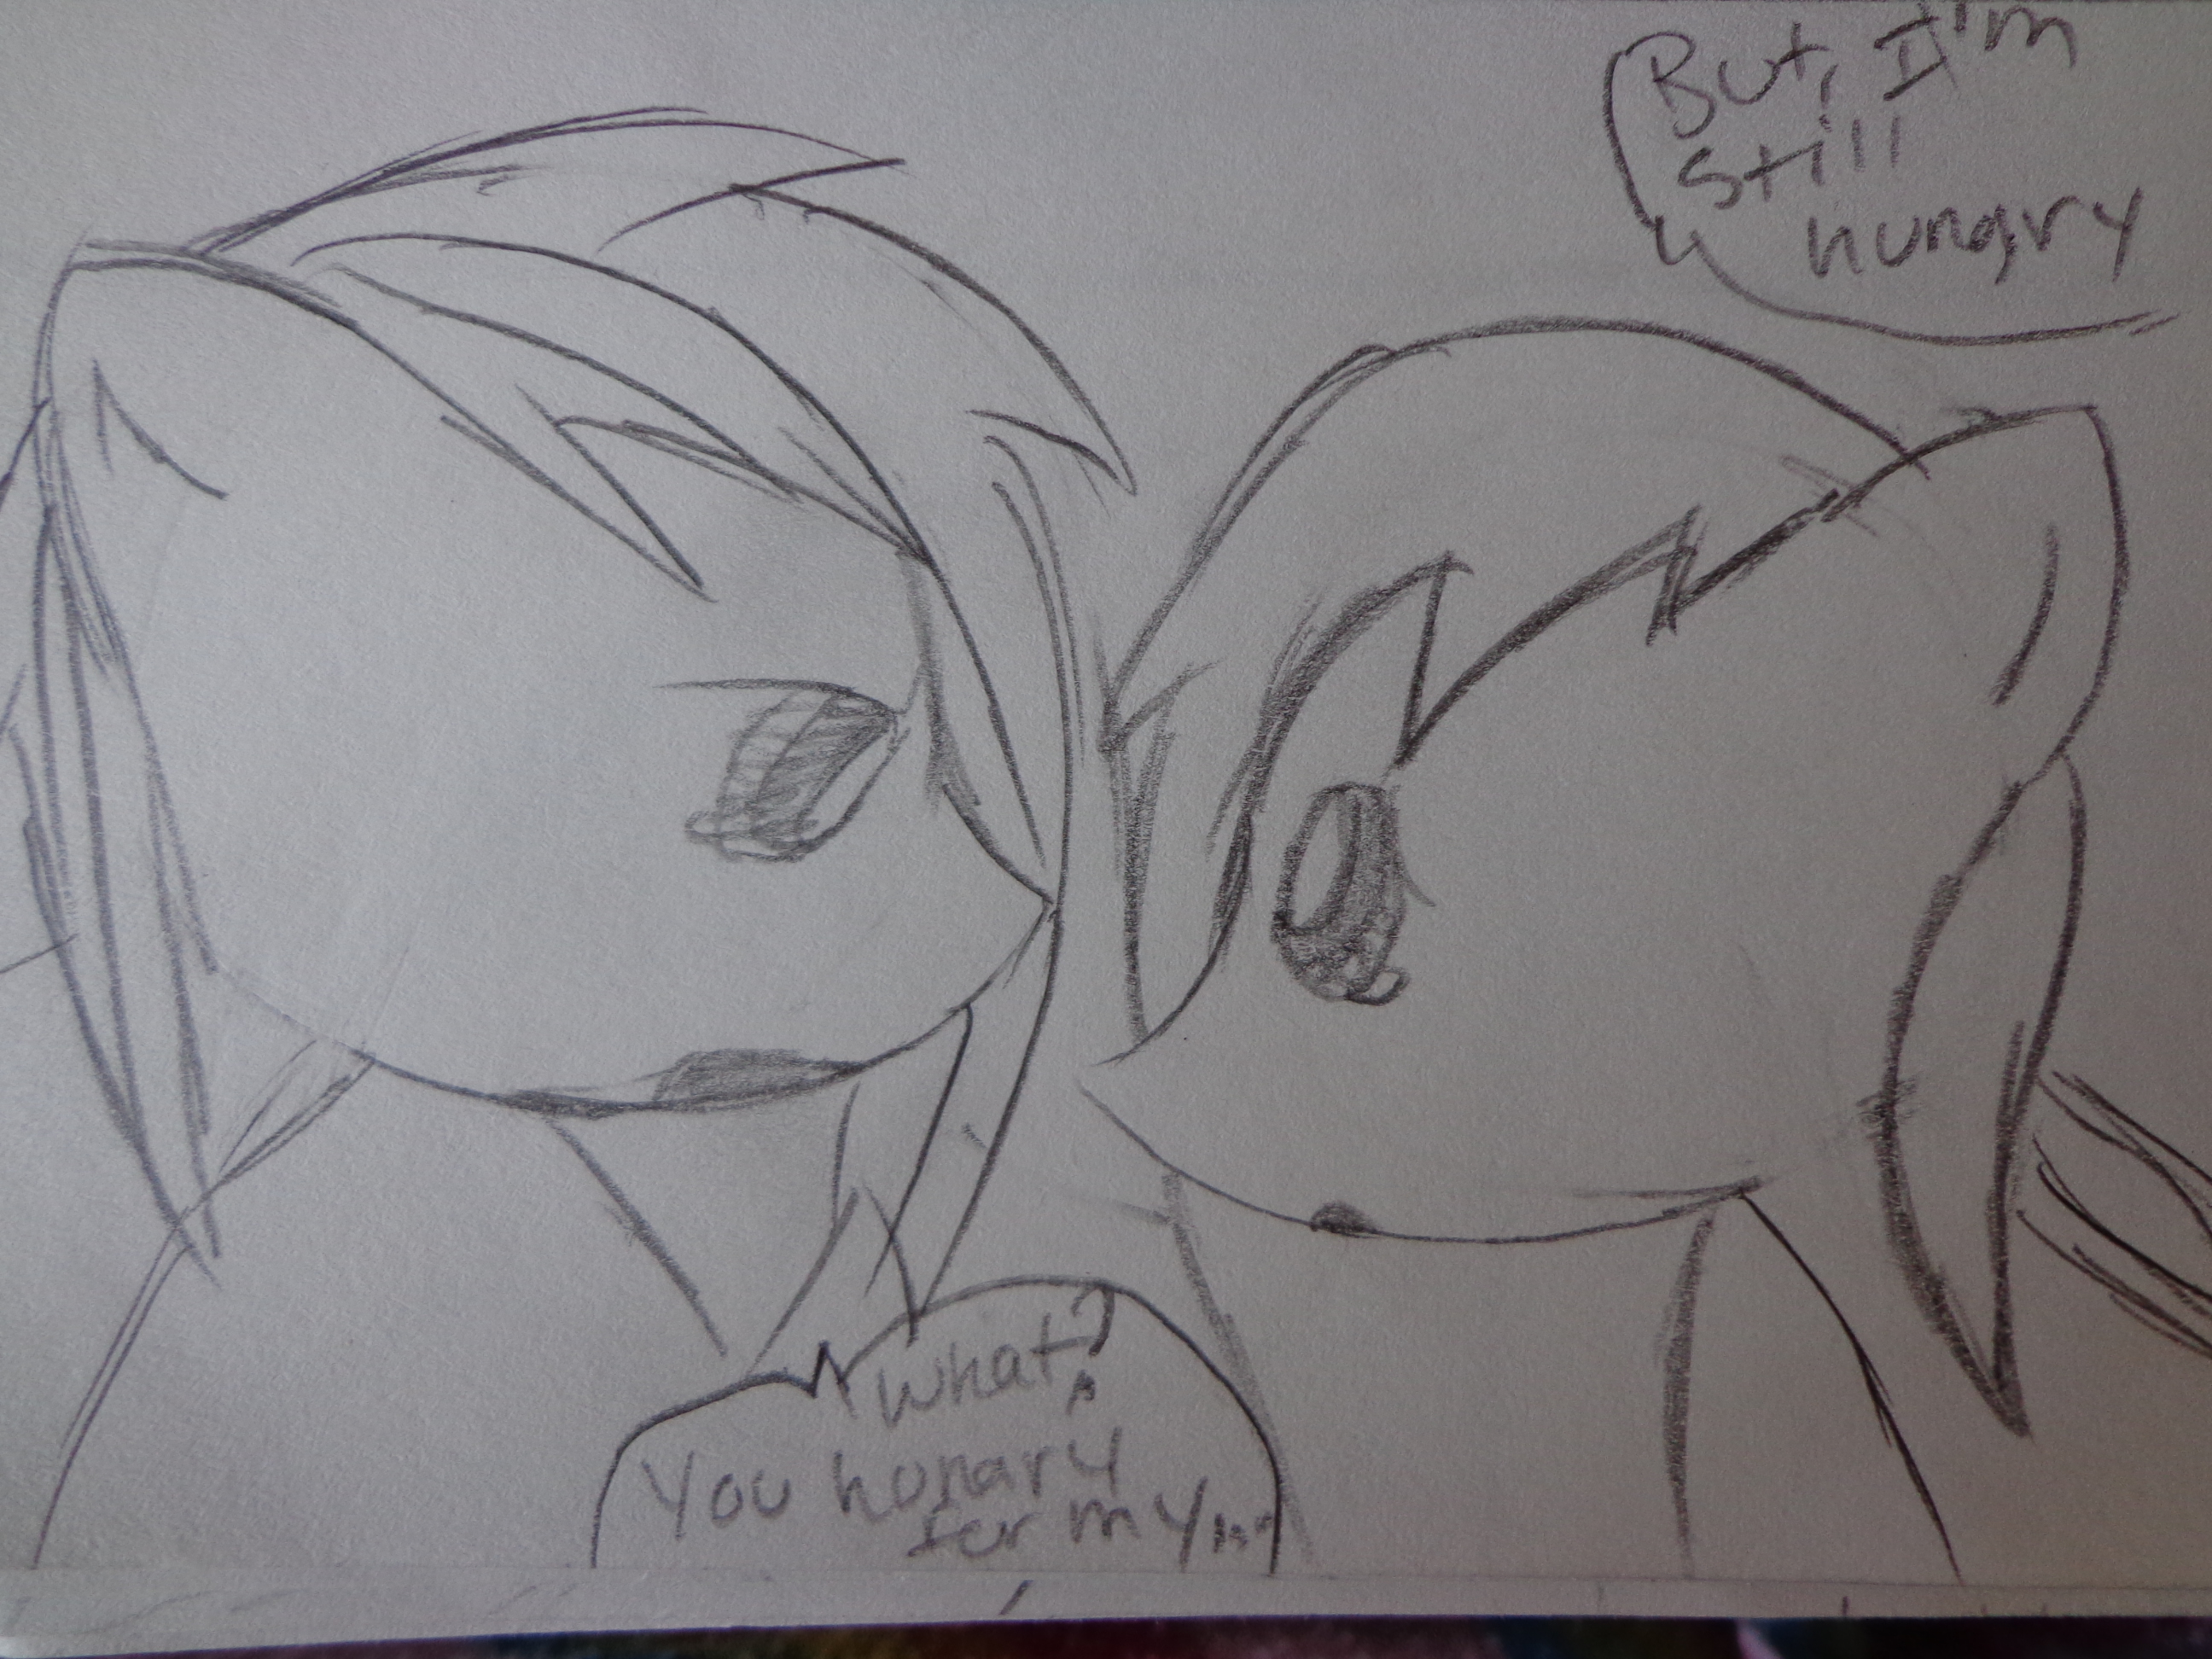 But, I'm
still
hungry
What?
You hungry
for my